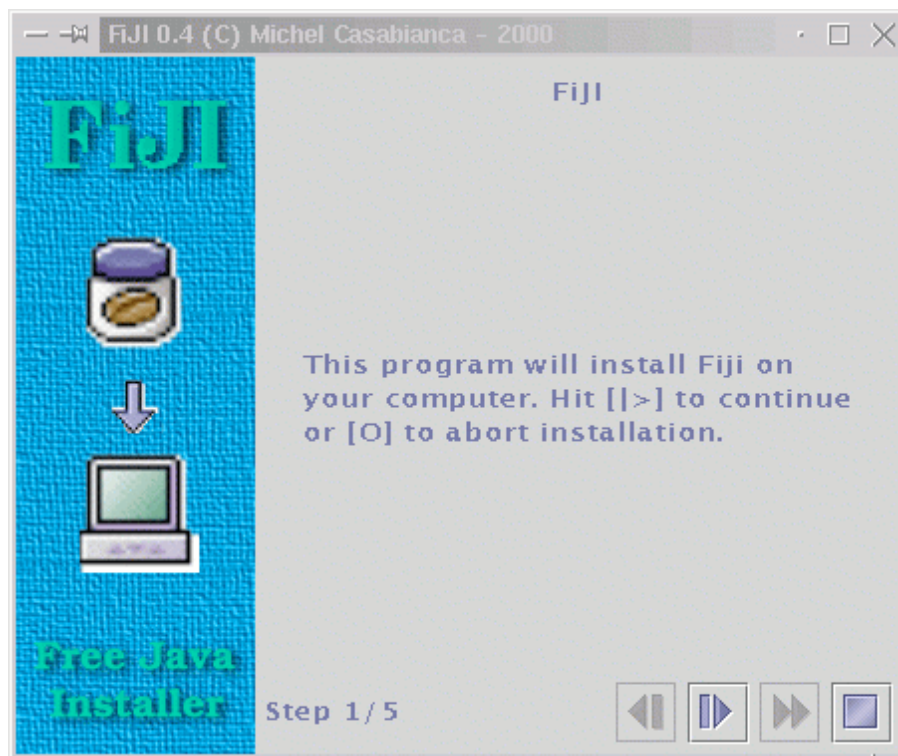 FiJI 0.4 (C) Michel Casabianca - 2000
FiJI
FiJI
This program will install Fiji on
your computer. Hit [|>] to continue
or [O] to abort installation.
Free Java
Installer
Step 1/5